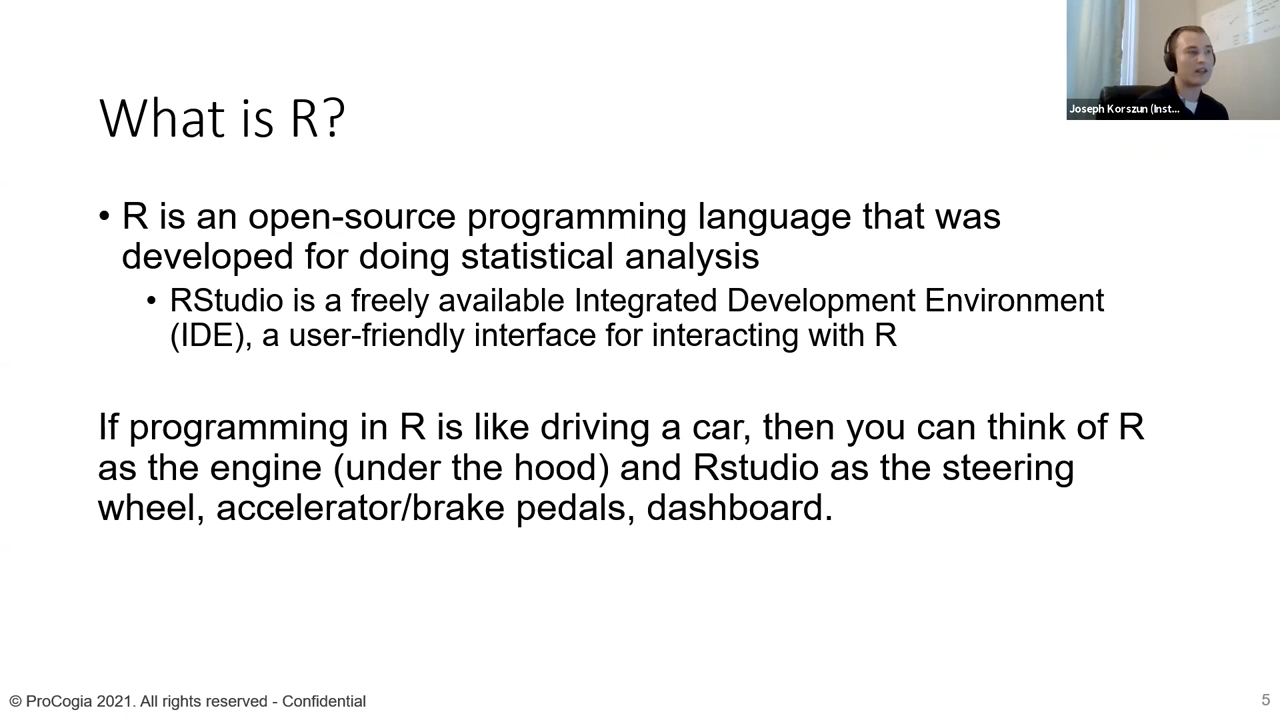 Joseph Korszun (Inst...
What is R?
• R is an open-source programming language that was
developed for doing statistical analysis
• RStudio is a freely available Integrated Development Environment
(IDE), a user-friendly interface for interacting with R
If programming in R is like driving a car, then you can think of R
as the engine (under the hood) and Rstudio as the steering
wheel, accelerator/brake pedals, dashboard.
© ProCogia 2021. All rights reserved - Confidential
5